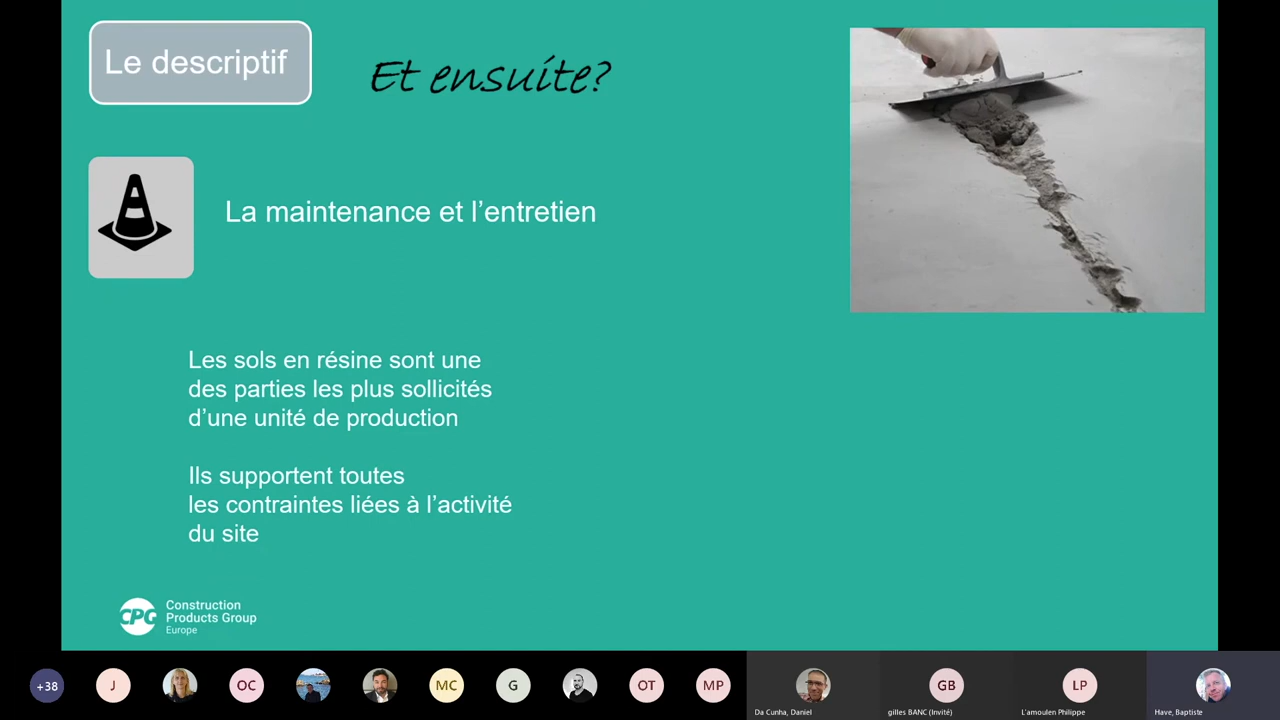 Le descriptif
Et ensuite?
La maintenance et l’entretien
Les sols en résine sont une
des parties les plus sollicités
d’une unité de production
Ils supportent toutes
les contraintes liées à l’activité
du site
CPG
Construction
Products Group
Europe
+38
J
OC
MC
G
OT
MP
Da Cunha, Daniel
GB
gilles BANC (Invité)
LP
L'amoulen Philippe
Have, Baptiste